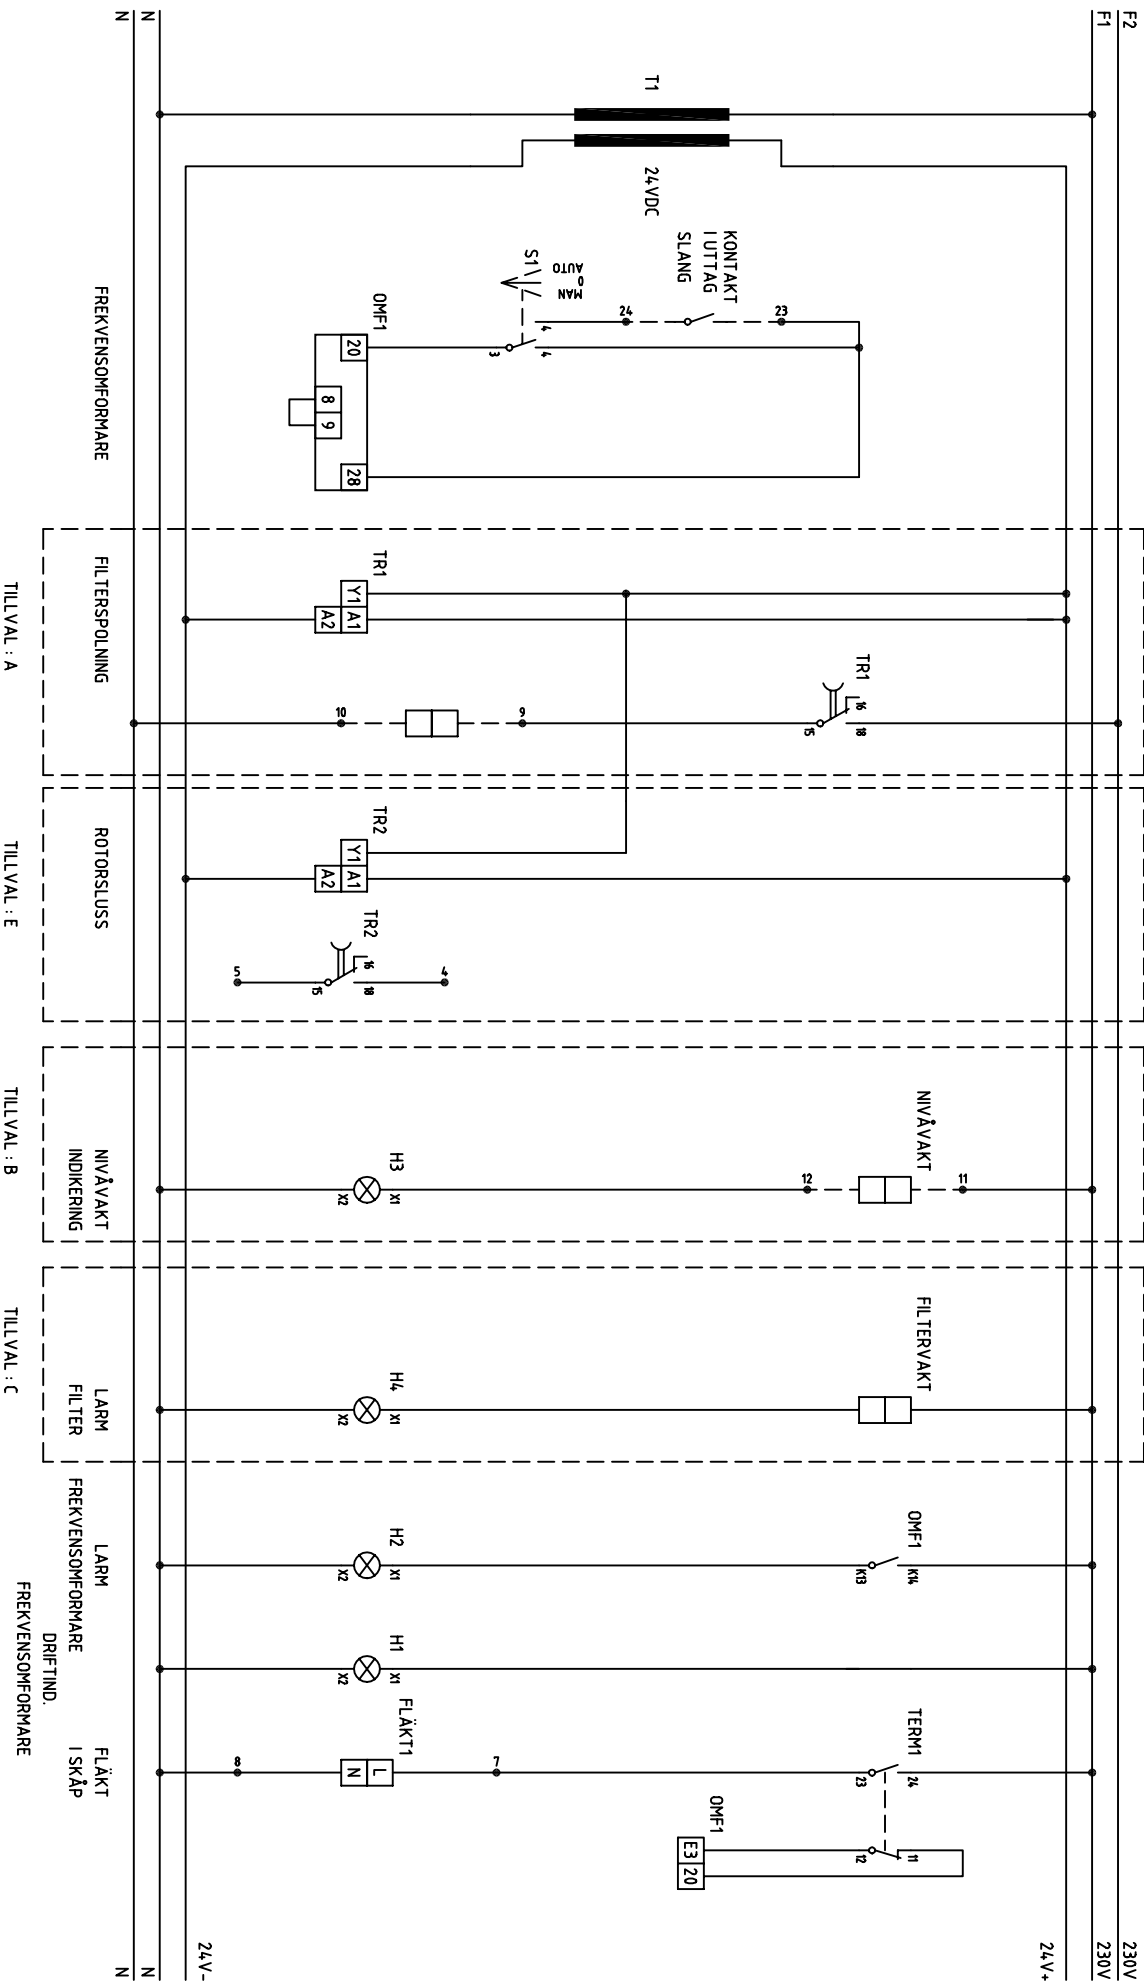 F2
F1
230V
230V
24V+
T1
24VDC
KONTAKT
I UTTAG
SLANG
23
24
S1
MAN
0
AUTO
4
4
3
OMF1
20
8
9
28
TR1
Y1
A1
A2
TR1
16
18
15
9
10
TR2
Y1
A1
A2
TR2
16
18
15
4
5
NIVÅVAKT
11
12
H3
X1
X2
FILTERVAKT
H4
X1
X2
OMF1
K14
K13
H2
X1
X2
H1
X1
X2
TERM1
24
23
11
12
OMF1
E3
20
7
FLÄKT1
L
N
8
24V-
N
N
N
N
FREKVENSOMFORMARE
FILTERSPOLNING
ROTORSLUSS
NIVÅVAKT
INDIKERING
LARM
FILTER
LARM
FREKVENSOMFORMARE
DRIFTIND.
FREKVENSOMFORMARE
FLÄKT
I SKÅP
TILLVAL : A
TILLVAL : E
TILLVAL : B
TILLVAL : C